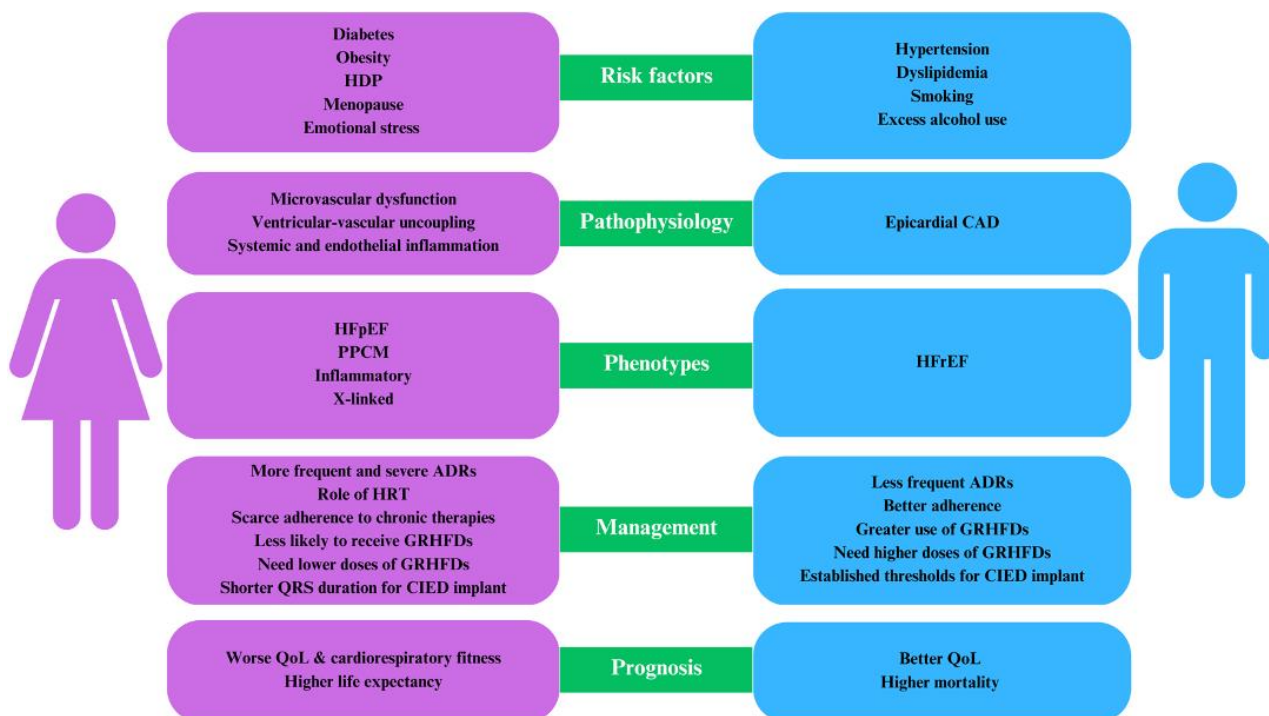 Diabetes
Obesity
HDP
Menopause
Emotional stress
Risk factors
Hypertension
Dyslipidemia
Smoking
Excess alcohol use
Microvascular dysfunction
Ventricular-vascular uncoupling
Systemic and endothelial inflammation
Pathophysiology
Epicardial CAD
HFpEF
PPCM
Inflammatory
X-linked
Phenotypes
HFrEF
More frequent and severe ADRs
Role of HRT
Scarce adherence to chronic therapies
Less likely to receive GRHFDs
Need lower doses of GRHFDs
Shorter QRS duration for CIED implant
Management
Less frequent ADRs
Better adherence
Greater use of GRHFDs
Need higher doses of GRHFDs
Established thresholds for CIED implant
Worse QoL & cardiorespiratory fitness
Higher life expectancy
Prognosis
Better QoL
Higher mortality